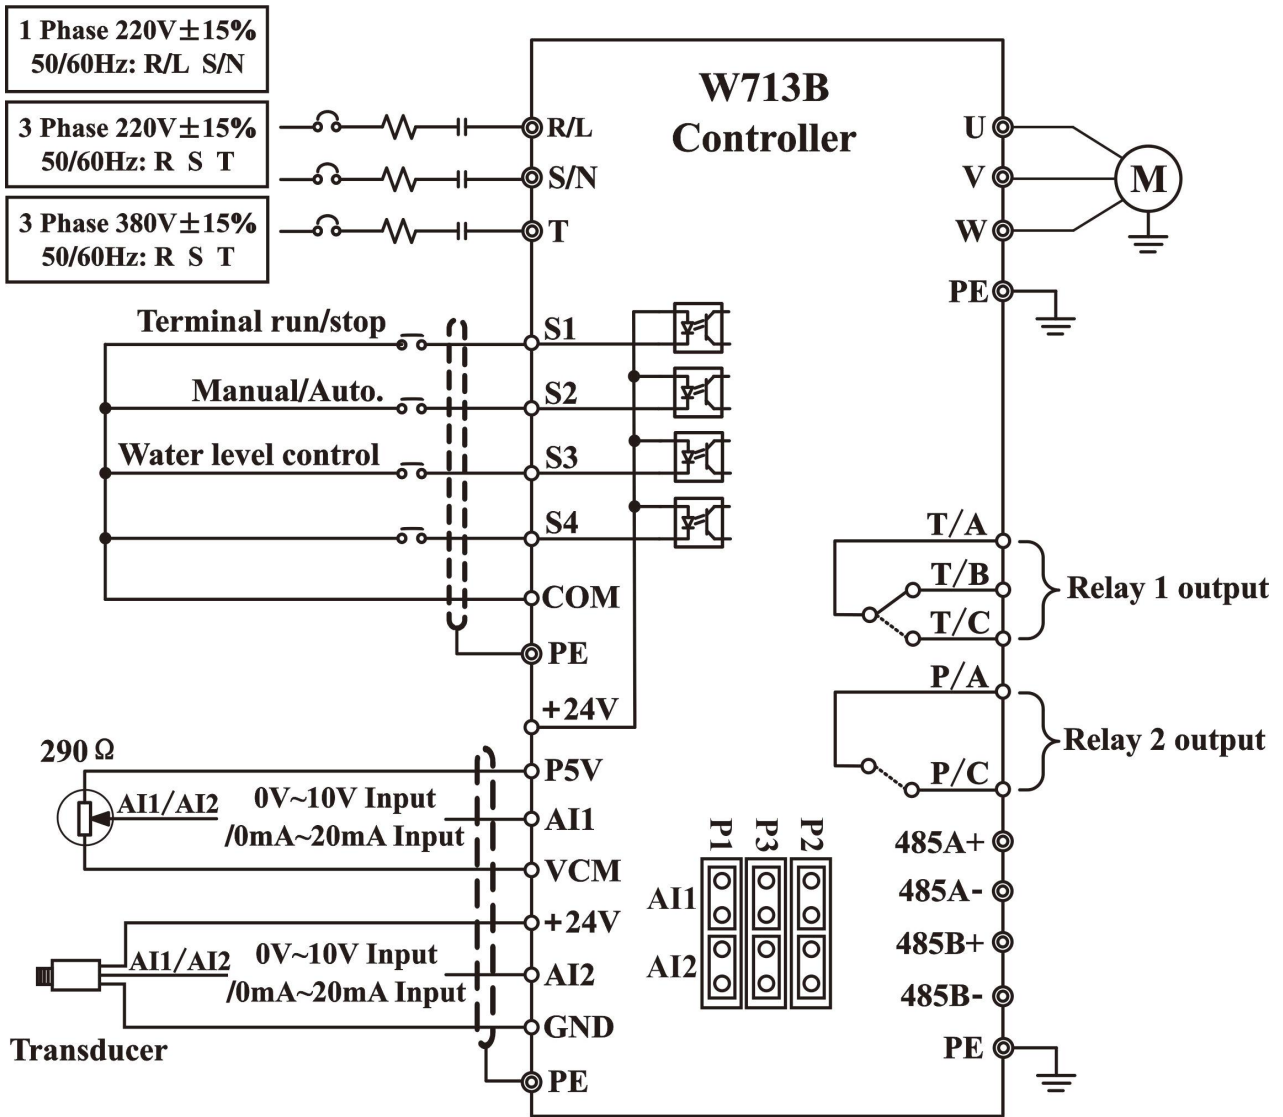 1 Phase 220V±15%
50/60Hz: R/L S/N
3 Phase 220V±15%
50/60Hz: R S T
3 Phase 380V±15%
50/60Hz: R S T
W713B
Controller
R/L
S/N
T
U
V
W
M
PE
Terminal run/stop
S1
Manual/Auto.
S2
Water level control
S3
S4
COM
PE
+24V
T/A
T/B
T/C
Relay 1 output
P/A
P/C
Relay 2 output
290 Ω
P5V
AI1/AI2
0V~10V Input
/0mA~20mA Input
AI1
VCM
+24V
AI1/AI2
0V~10V Input
/0mA~20mA Input
AI2
GND
Transducer
PE
P1
P3
P2
AI1
AI2
485A+
485A-
485B+
485B-
PE